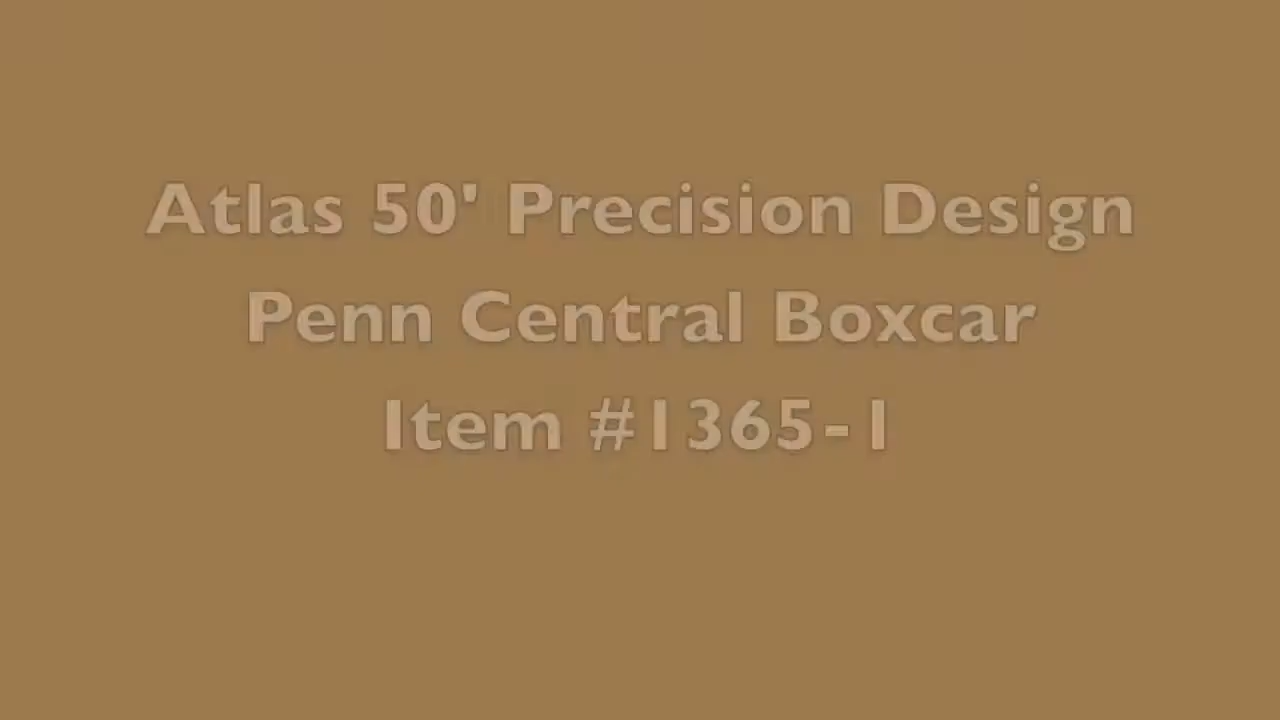 Atlas 50' Precision Design
Penn Central Boxcar
Item #1365-1